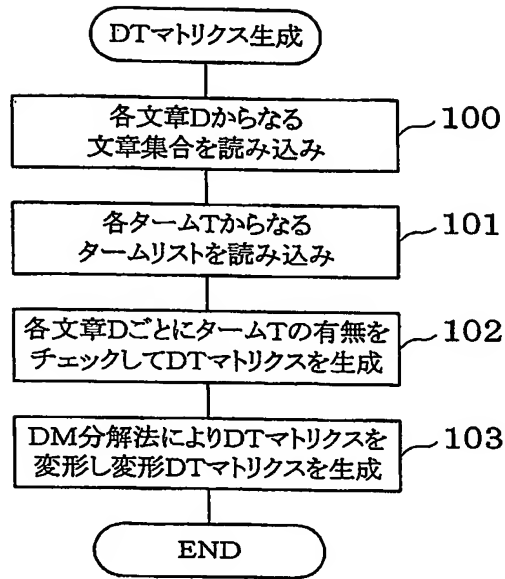 DTマトリクス生成
各文章Dからなる
文章集合を読み込み
100
各タームTからなる
タームリストを読み込み
101
各文章DごとにタームTの有無を
チェックしてDTマトリクスを生成
102
DM分解法によりDTマトリクスを
変形し変形DTマトリクスを生成
103
END